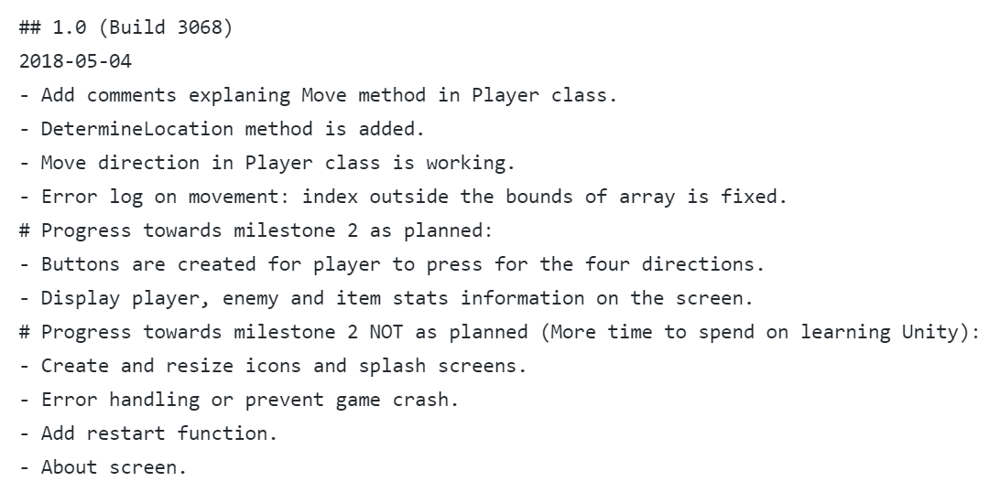 ## 1.0 (Build 3068)
2018-05-04
- Add comments explaning Move method in Player class.
- DetermineLocation method is added.
- Move direction in Player class is working.
- Error log on movement: index outside the bounds of array is fixed.
# Progress towards milestone 2 as planned:
- Buttons are created for player to press for the four directions.
- Display player, enemy and item stats information on the screen.
# Progress towards milestone 2 NOT as planned (More time to spend on learning Unity):
- Create and resize icons and splash screens.
- Error handling or prevent game crash.
- Add restart function.
- About screen.